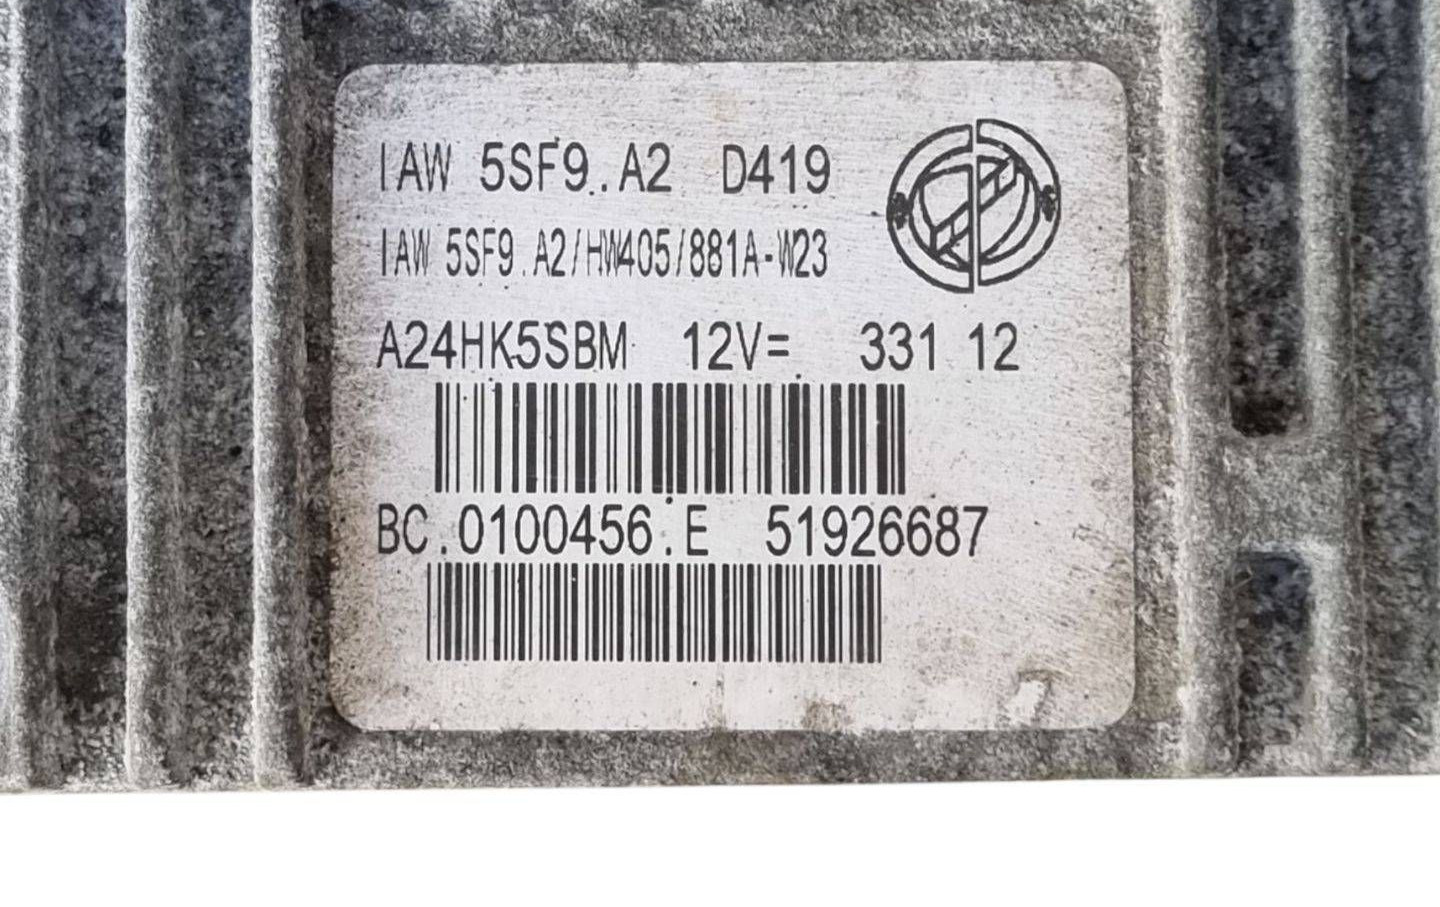 IAW 5SF9..A2 D419
IAW 5SF9.A2/HW405/881A-W23
A24HK5SBM 12V= 331 12
BC.0100456.E 51926687